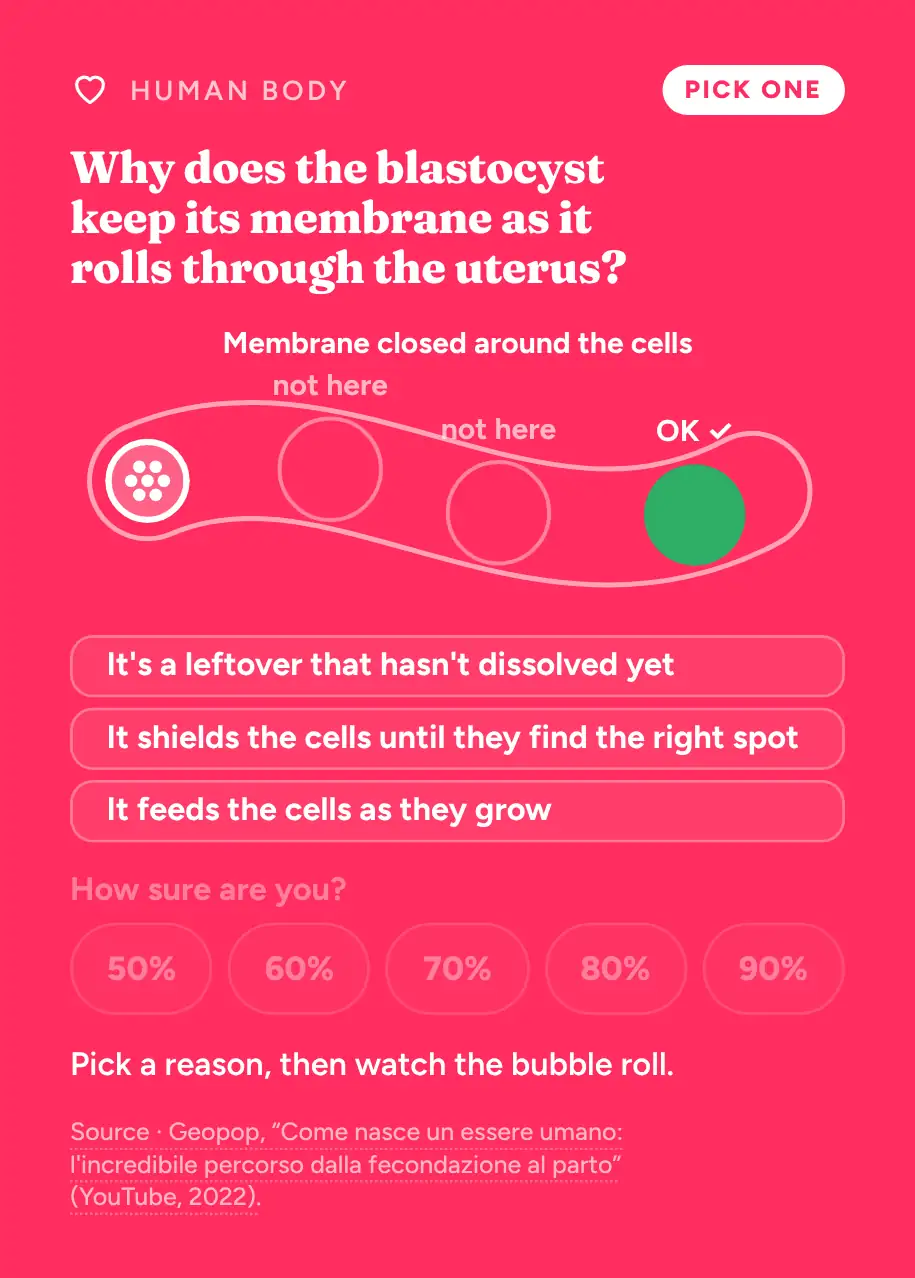 HUMAN BODY
PICK ONE
Why does the blastocyst
keep its membrane as it
rolls through the uterus?
Membrane closed around the cells
not here
not here
OK ✓
It's a leftover that hasn't dissolved yet
It shields the cells until they find the right spot
It feeds the cells as they grow
How sure are you?
50% 60% 70% 80% 90%
Pick a reason, then watch the bubble roll.
Source · Geopop, “Come nasce un essere umano:
l'incredibile percorso dalla fecondazione al parto”
(YouTube, 2022).